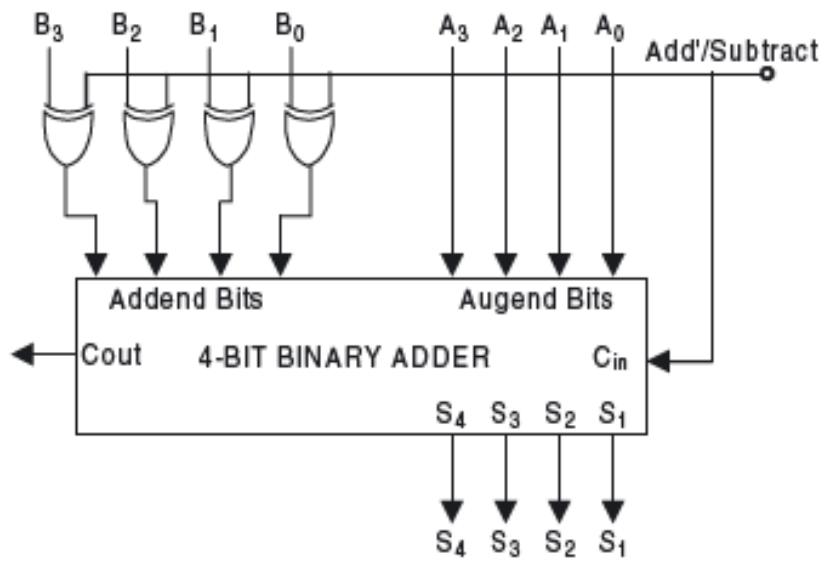 B₃ B₂ B₁ B₀ A₃ A₂ A₁ A₀
Add'/Subtract
Addend Bits Augend Bits
Cout 4-BIT BINARY ADDER Cᵢₙ
S₄ S₃ S₂ S₁
S₄ S₃ S₂ S₁